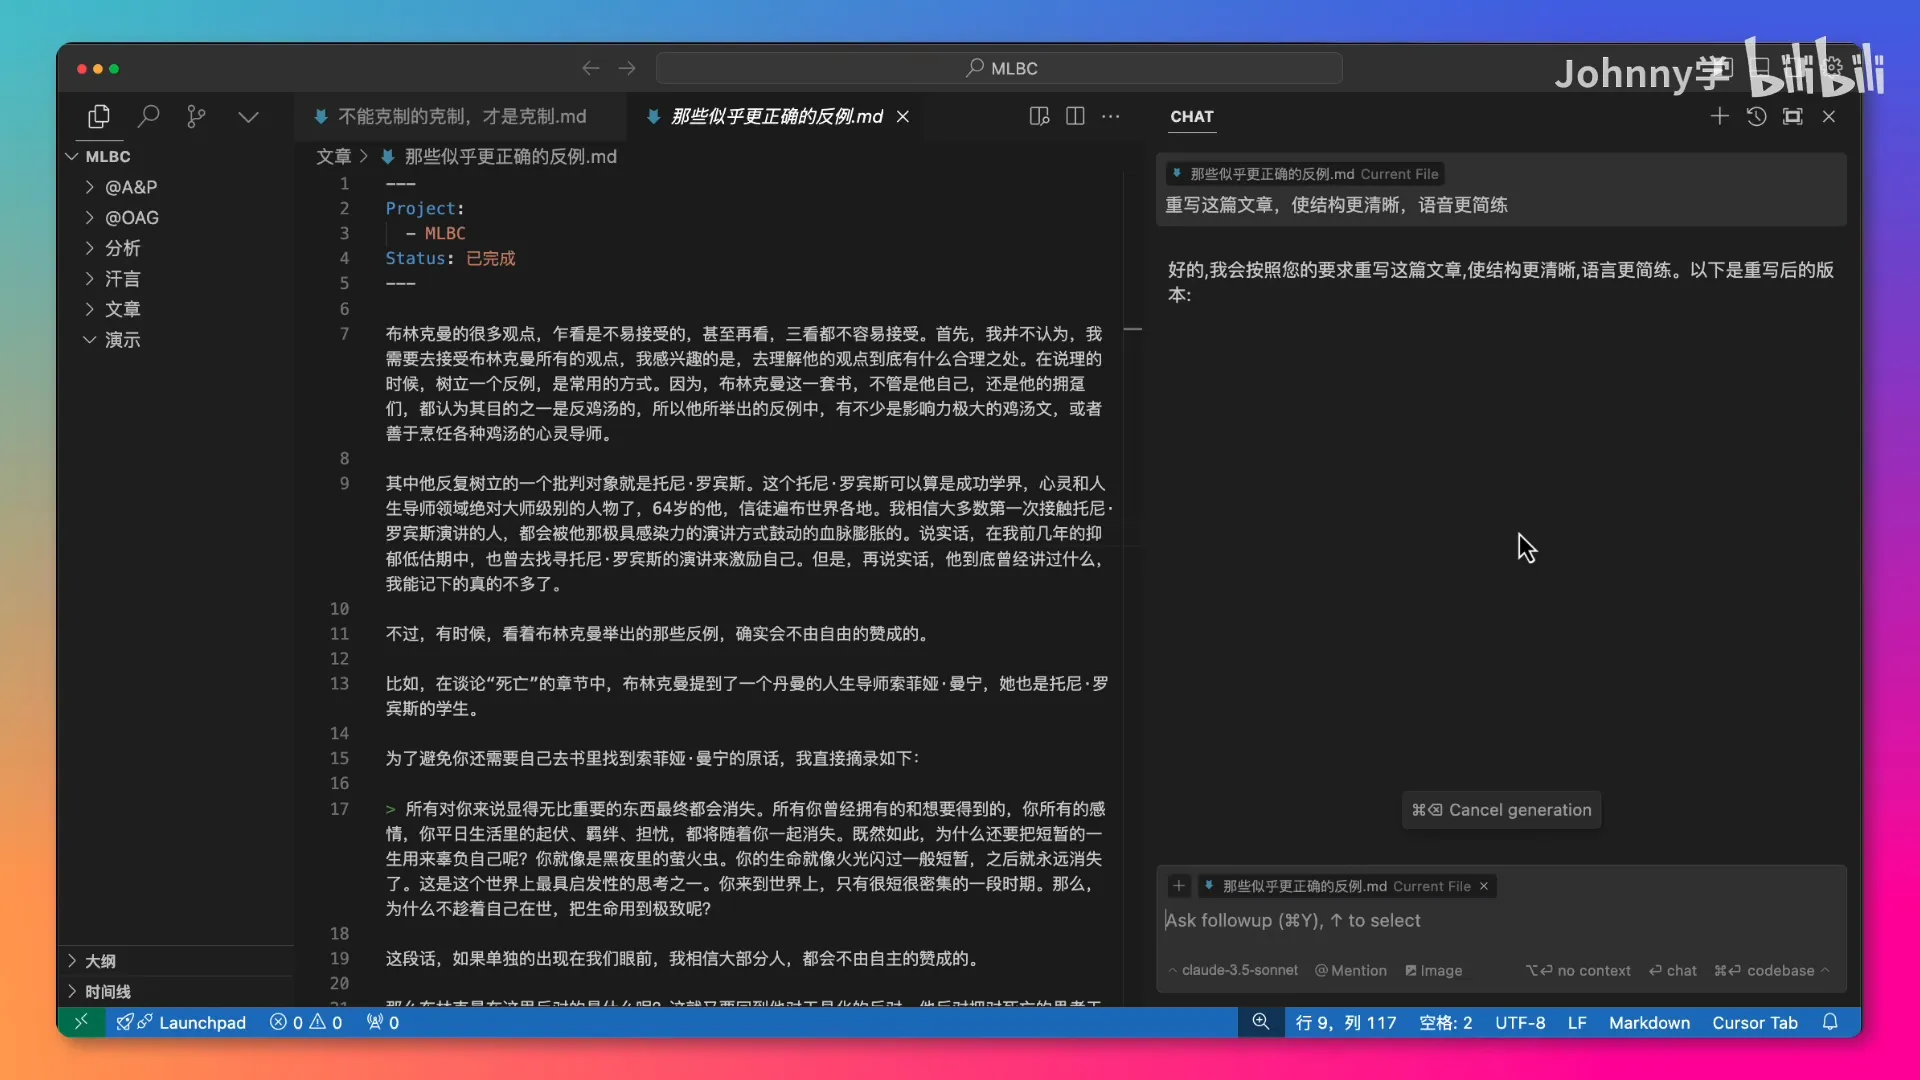 MLBC
Johnny学 bilibili
不能克制的克制，才是克制.md
那些似乎更正确的反例.md
CHAT
MLBC
@A&P
@OAG
分析
汗言
文章
演示
大纲
时间线
文章 > 那些似乎更正确的反例.md
1 ---
2 Project:
3 - MLBC
4 Status: 已完成
5 ---
6
7 布林克曼的很多观点，乍看是不易接受的，甚至再看，三看都不容易接受。首先，我并不认为，我
需要去接受布林克曼所有的观点，我感兴趣的是，去理解他的观点到底有什么合理之处。在说理的
时候，树立一个反例，是常用的方式。因为，布林克曼这一套书，不管是他自己，还是他的拥趸
们，都认为其目的之一是反鸡汤的，所以他所举出的反例中，有不少是影响力极大的鸡汤文，或者
善于烹饪各种鸡汤的心灵导师。
8
9 其中他反复树立的一个批判对象就是托尼·罗宾斯。这个托尼·罗宾斯可以算是成功学界，心灵和人
生导师领域绝对大师级别的人物了，64岁的他，信徒遍布世界各地。我相信大多数第一次接触托尼·
罗宾斯演讲的人，都会被他那极具感染力的演讲方式鼓动的血脉膨胀的。说实话，在我前几年的抑
郁低估期中，也曾去找寻托尼·罗宾斯的演讲来激励自己。但是，再说实话，他到底曾经讲过什么，
我能记下的真的不多了。
10
11 不过，有时候，看着布林克曼举出的那些反例，确实会不由自由的赞成的。
12
13 比如，在谈论“死亡”的章节中，布林克曼提到了一个丹曼的人生导师索菲娅·曼宁，她也是托尼·罗
宾斯的学生。
14
15 为了避免你还需要自己去书里找到索菲娅·曼宁的原话，我直接摘录如下：
16
17 > 所有对你来说显得无比重要的东西最终都会消失。所有你曾经拥有的和想要得到的，你所有的感
情，你平日生活里的起伏、羁绊、担忧，都将随着你一起消失。既然如此，为什么还要把短暂的一
生用来辜负自己呢？你就像是黑夜里的萤火虫。你的生命就像火光闪过一般短暂，之后就永远消失
了。这是这个世界上最具启发性的思考之一。你来到世界上，只有很短很密集的一段时期。那么，
为什么不趁着自己在世，把生命用到极致呢？
18
19 这段话，如果单独的出现在我们眼前，我相信大部分人，都会不由自主的赞成的。
20
那些似乎更正确的反例.md Current File
重写这篇文章，使结构更清晰，语音更简练
好的,我会按照您的要求重写这篇文章,使结构更清晰,语言更简练。以下是重写后的版
本:
⌘⌫ Cancel generation
+ 那些似乎更正确的反例.md Current File ×
Ask followup (⌘Y), ↑ to select
claude-3.5-sonnet @ Mention Image ⌥⏎ no context ⏎ chat ⌘⏎ codebase
Launchpad 0 0 0
行 9，列 117 空格: 2 UTF-8 LF Markdown Cursor Tab